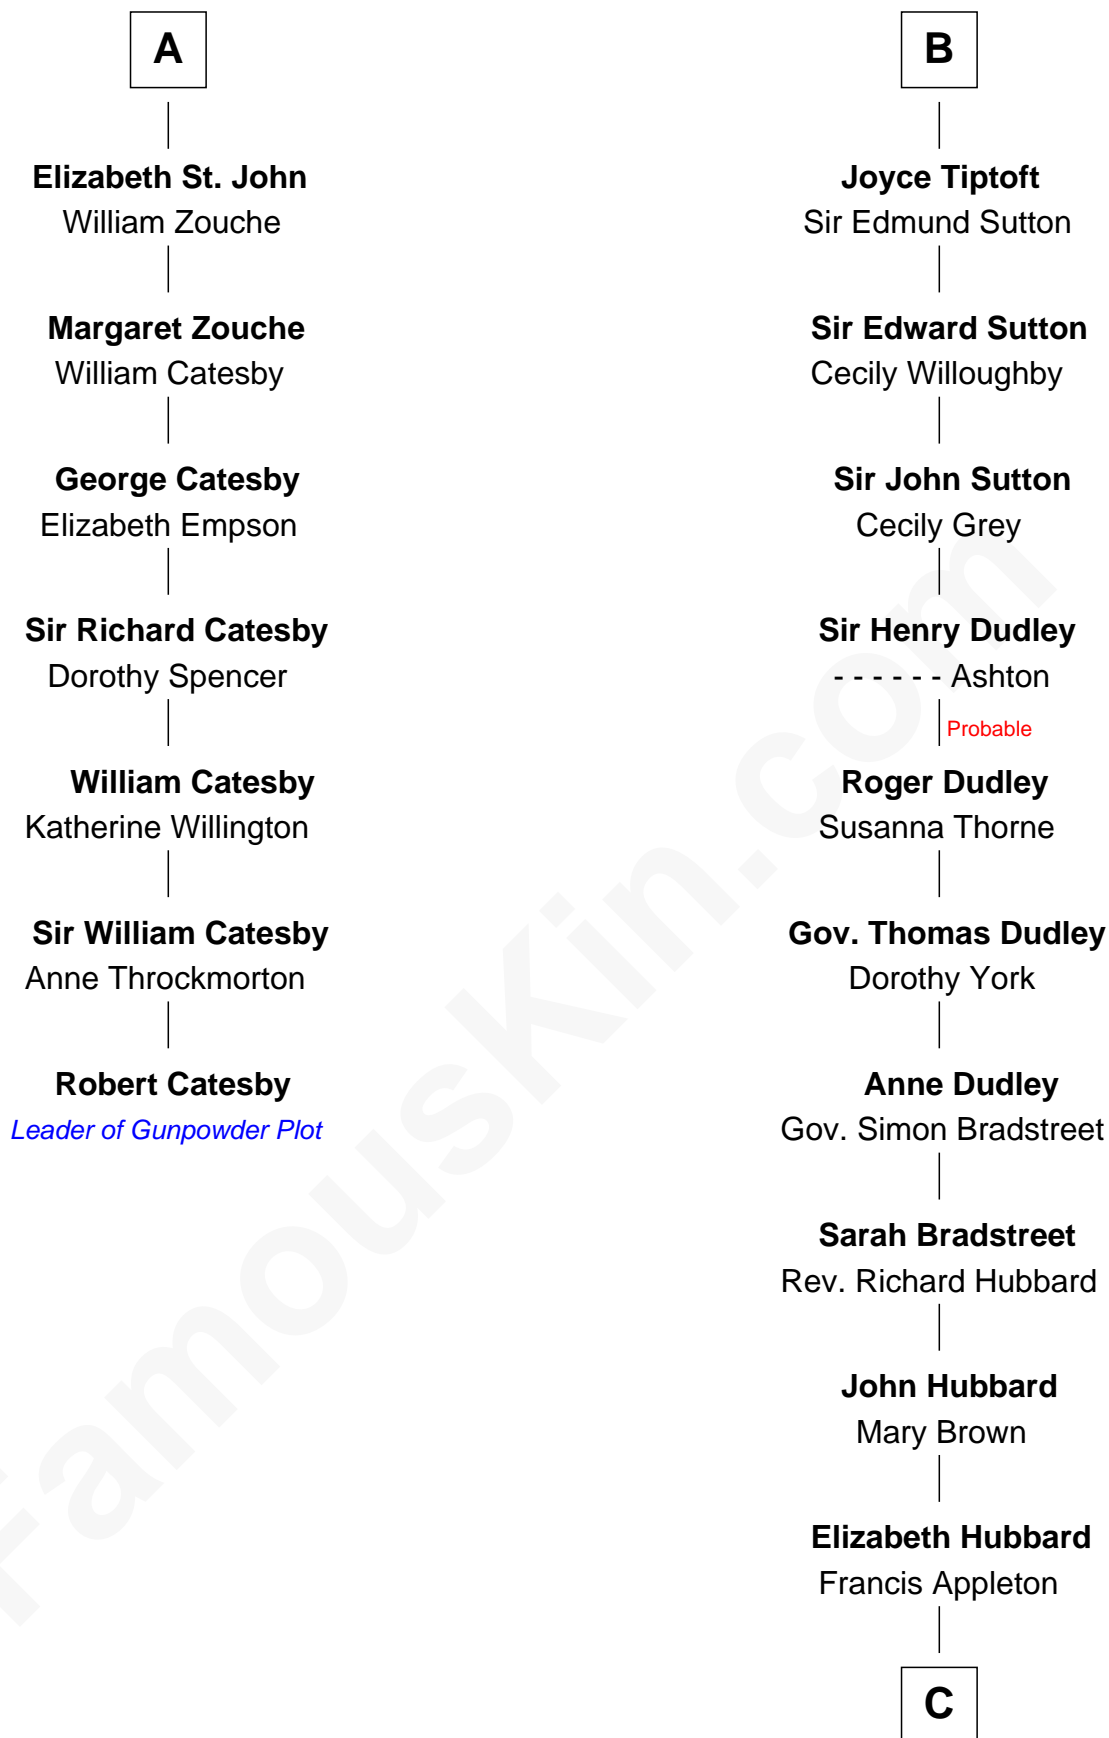 A
Elizabeth St. John
William Zouche
Margaret Zouche
William Catesby
George Catesby
Elizabeth Empson
Sir Richard Catesby
Dorothy Spencer
William Catesby
Katherine Willington
Sir William Catesby
Anne Throckmorton
Robert Catesby
Leader of Gunpowder Plot
B
Joyce Tiptoft
Sir Edmund Sutton
Sir Edward Sutton
Cecily Willoughby
Sir John Sutton
Cecily Grey
Sir Henry Dudley
- - - - - - Ashton
Probable
Roger Dudley
Susanna Thorne
Gov. Thomas Dudley
Dorothy York
Anne Dudley
Gov. Simon Bradstreet
Sarah Bradstreet
Rev. Richard Hubbard
John Hubbard
Mary Brown
Elizabeth Hubbard
Francis Appleton
C
FamousKin.com